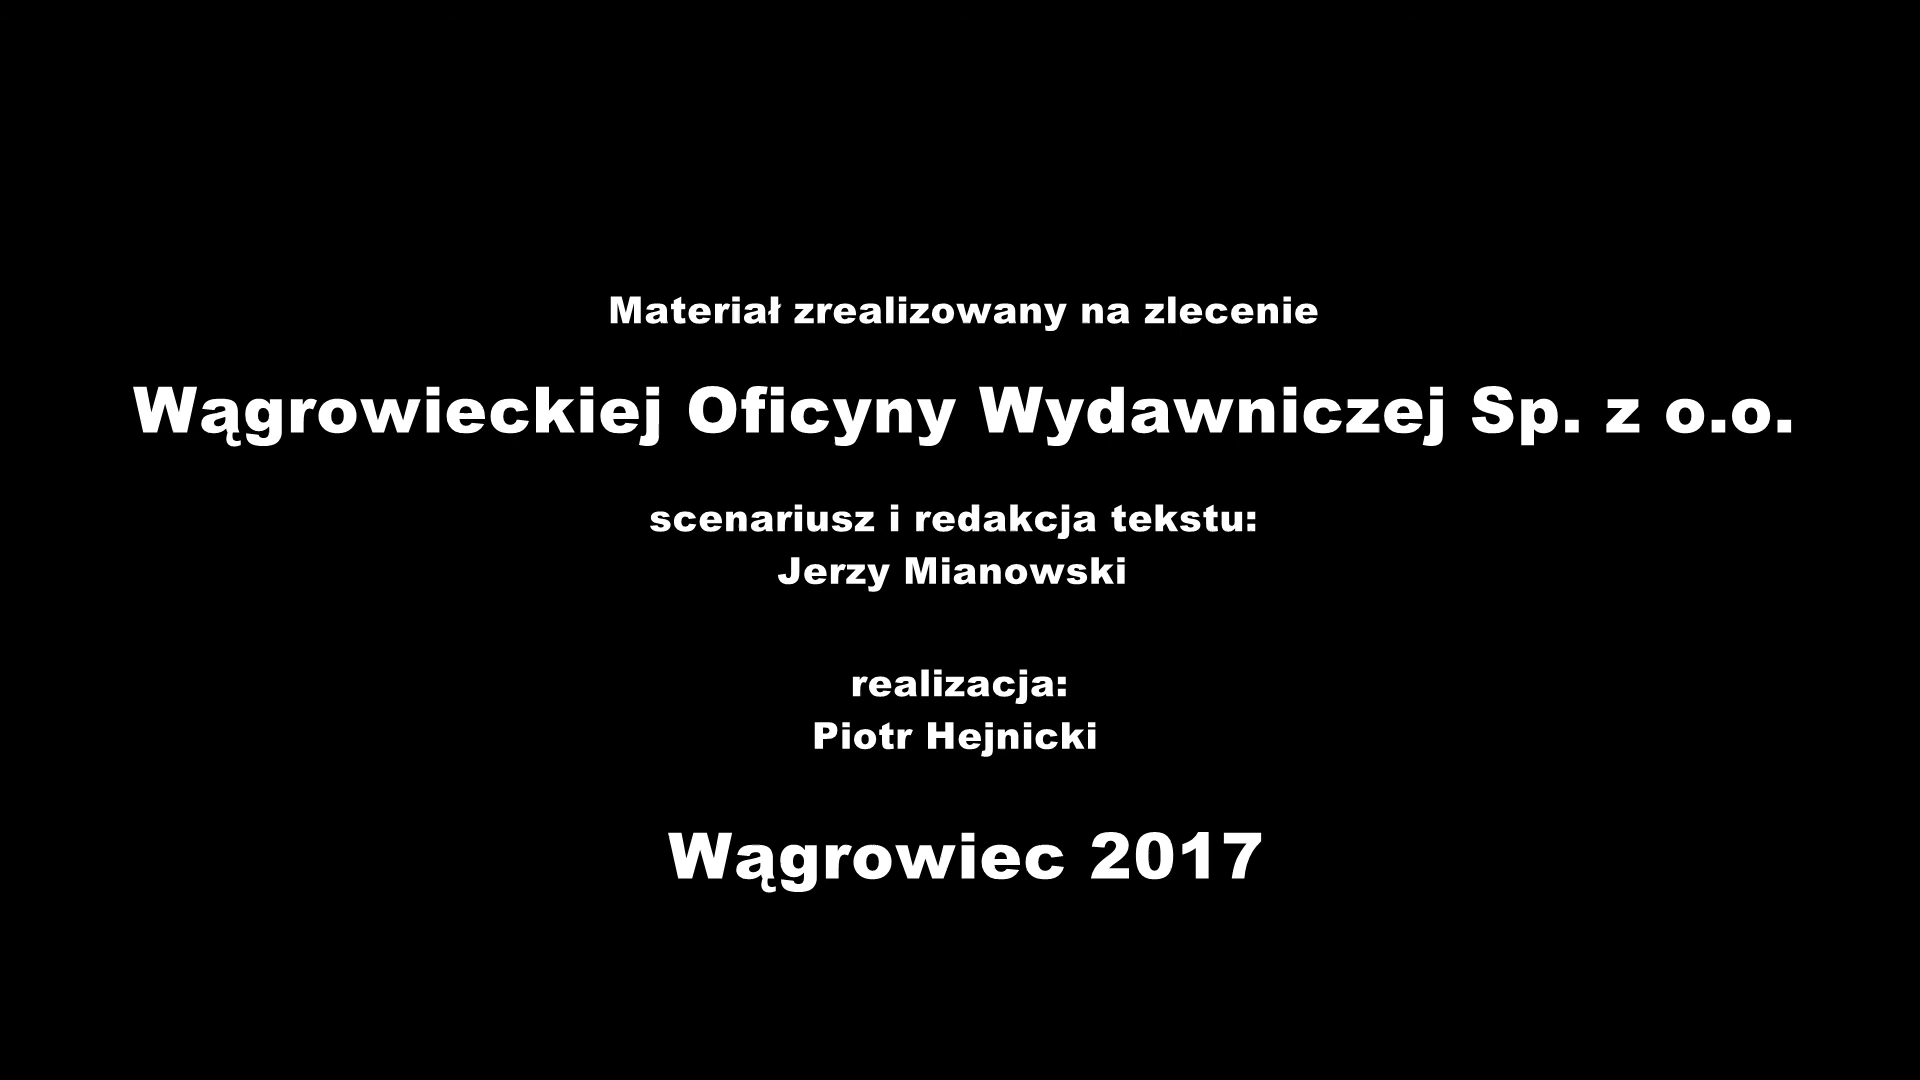 Materiał zrealizowany na zlecenie
Wągrowieckiej Oficyny Wydawniczej Sp. z o.o.
scenariusz i redakcja tekstu:
Jerzy Mianowski
realizacja:
Piotr Hejnicki
Wągrowiec 2017